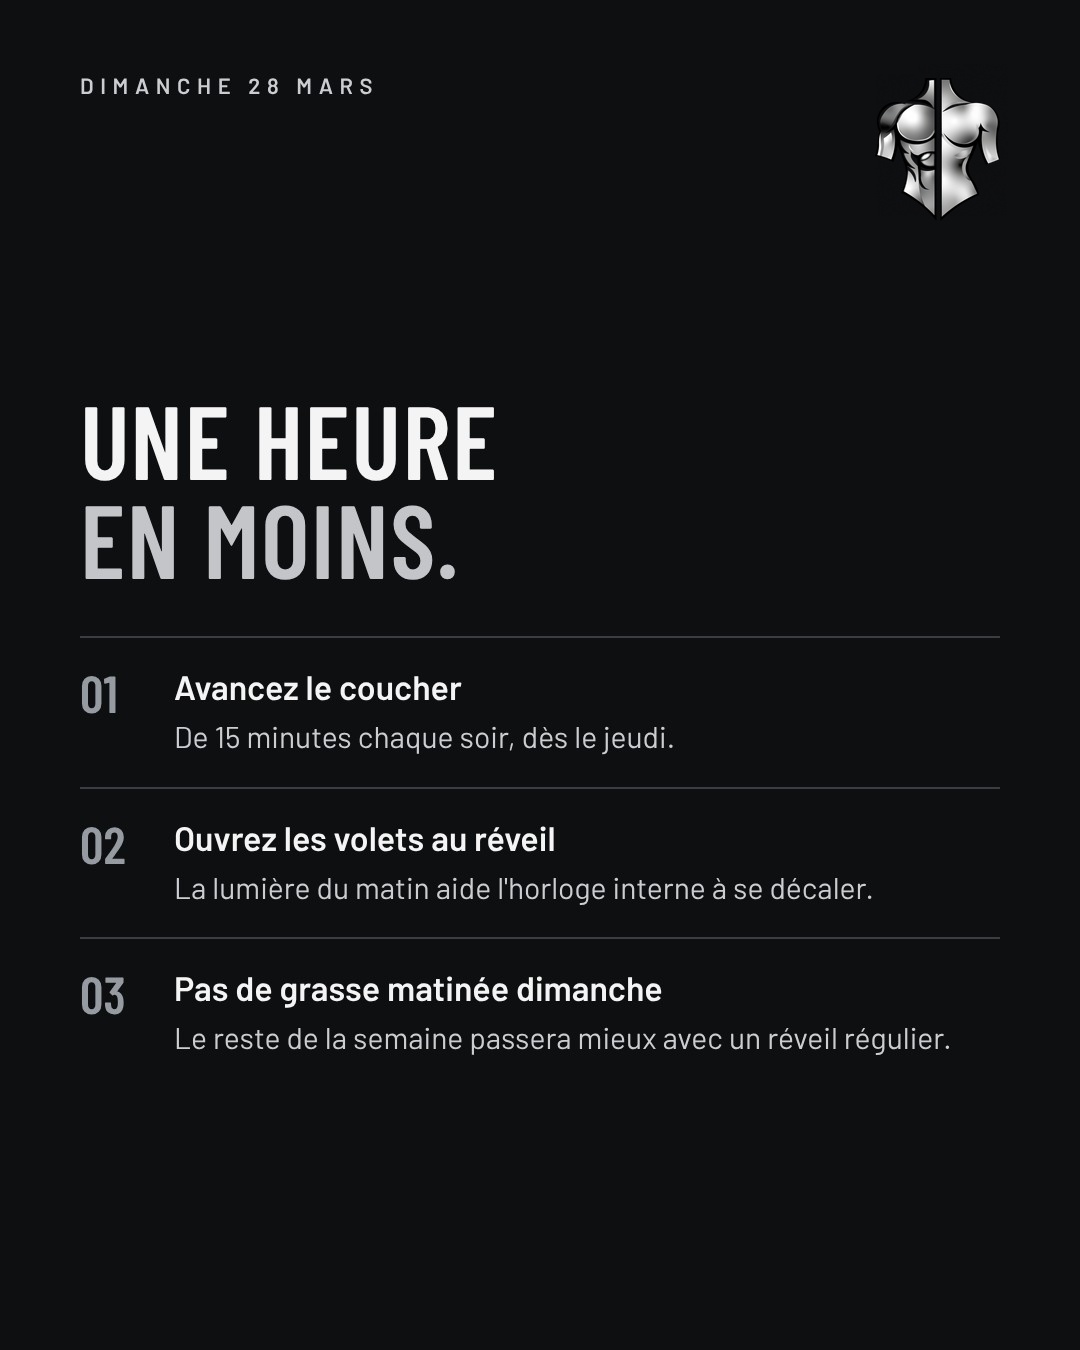 DIMANCHE 28 MARS
UNE HEURE
EN MOINS.
01
Avancez le coucher
De 15 minutes chaque soir, dès le jeudi.
02
Ouvrez les volets au réveil
La lumière du matin aide l'horloge interne à se décaler.
03
Pas de grasse matinée dimanche
Le reste de la semaine passera mieux avec un réveil régulier.